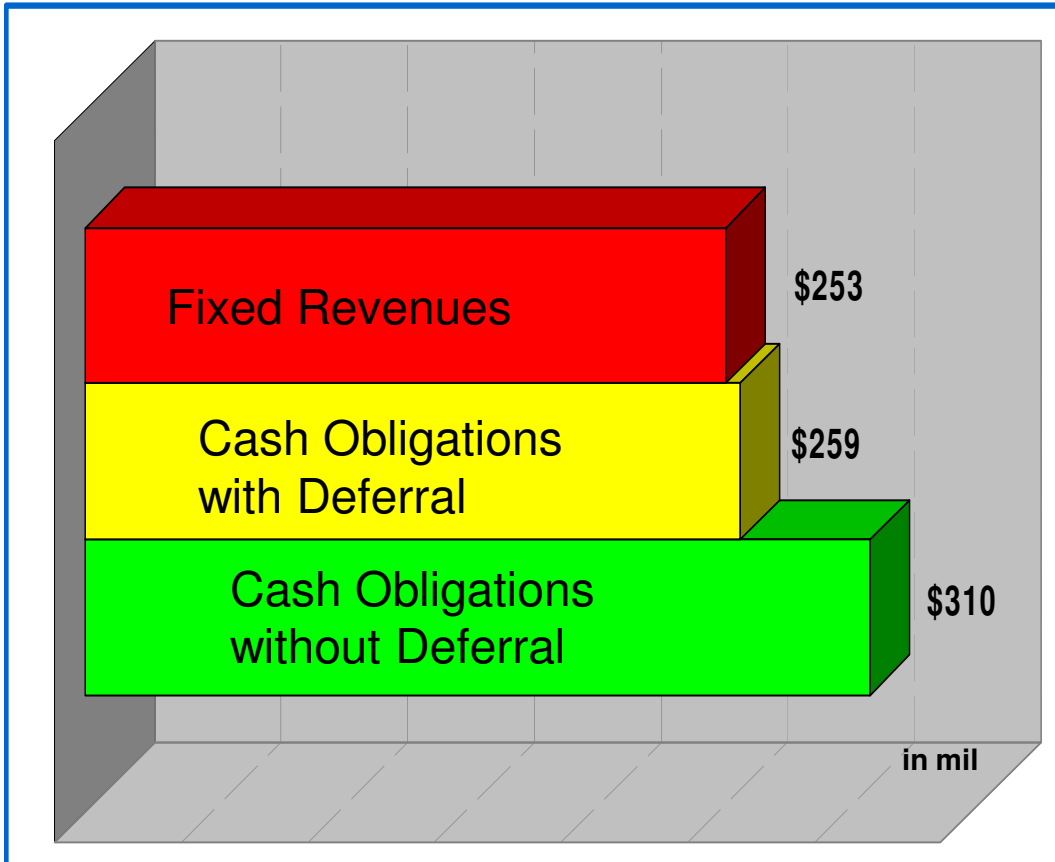 Fixed Revenues
$253
Cash Obligations
with Deferral
$259
Cash Obligations
without Deferral
$310
in mil